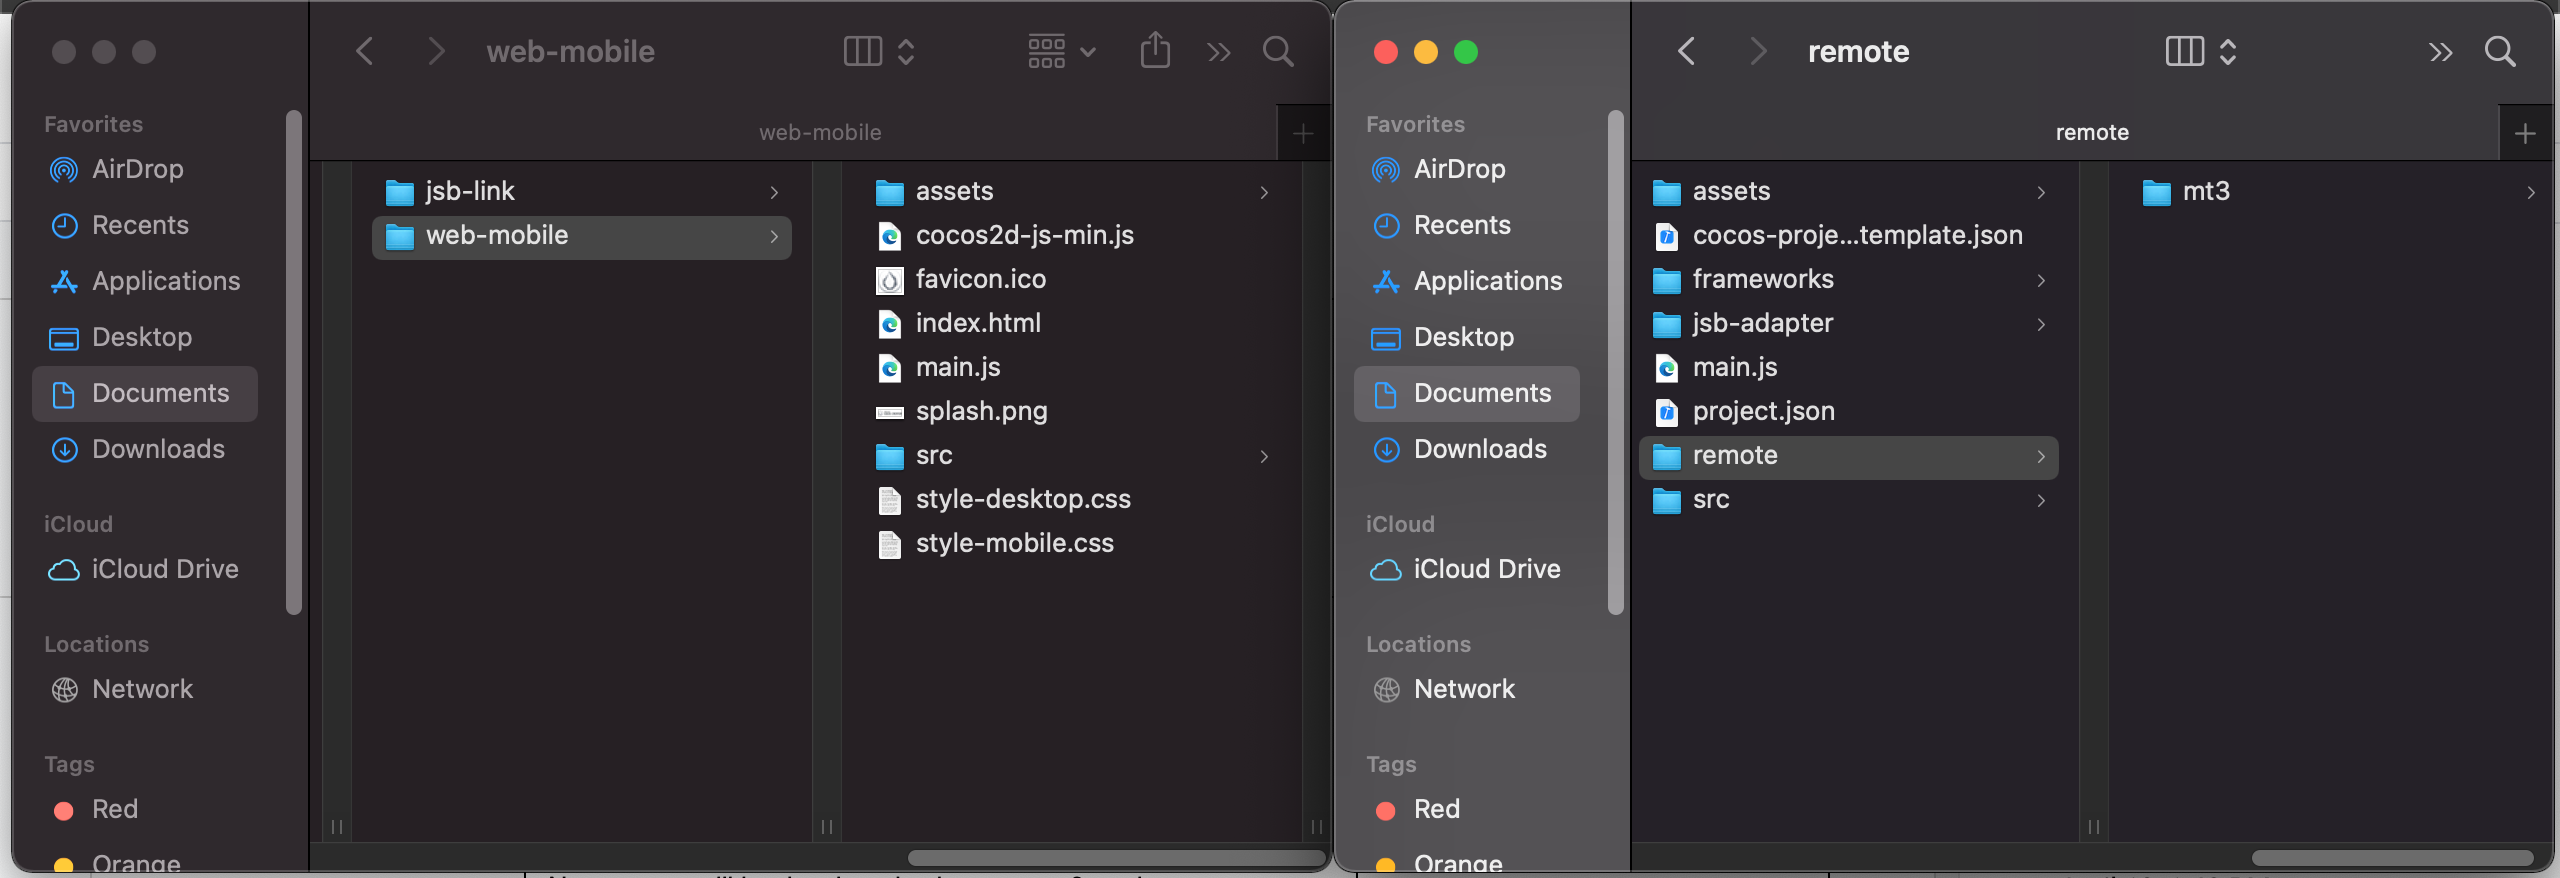 web-mobile
web-mobile
Favorites
AirDrop
Recents
Applications
Desktop
Documents
Downloads
iCloud
iCloud Drive
Locations
Network
Tags
Red
Orange
jsb-link
web-mobile
assets
cocos2d-js-min.js
favicon.ico
index.html
main.js
splash.png
src
style-desktop.css
style-mobile.css
remote
remote
Favorites
AirDrop
Recents
Applications
Desktop
Documents
Downloads
iCloud
iCloud Drive
Locations
Network
Tags
Red
Orange
assets
cocos-proje...template.json
frameworks
jsb-adapter
main.js
project.json
remote
src
mt3